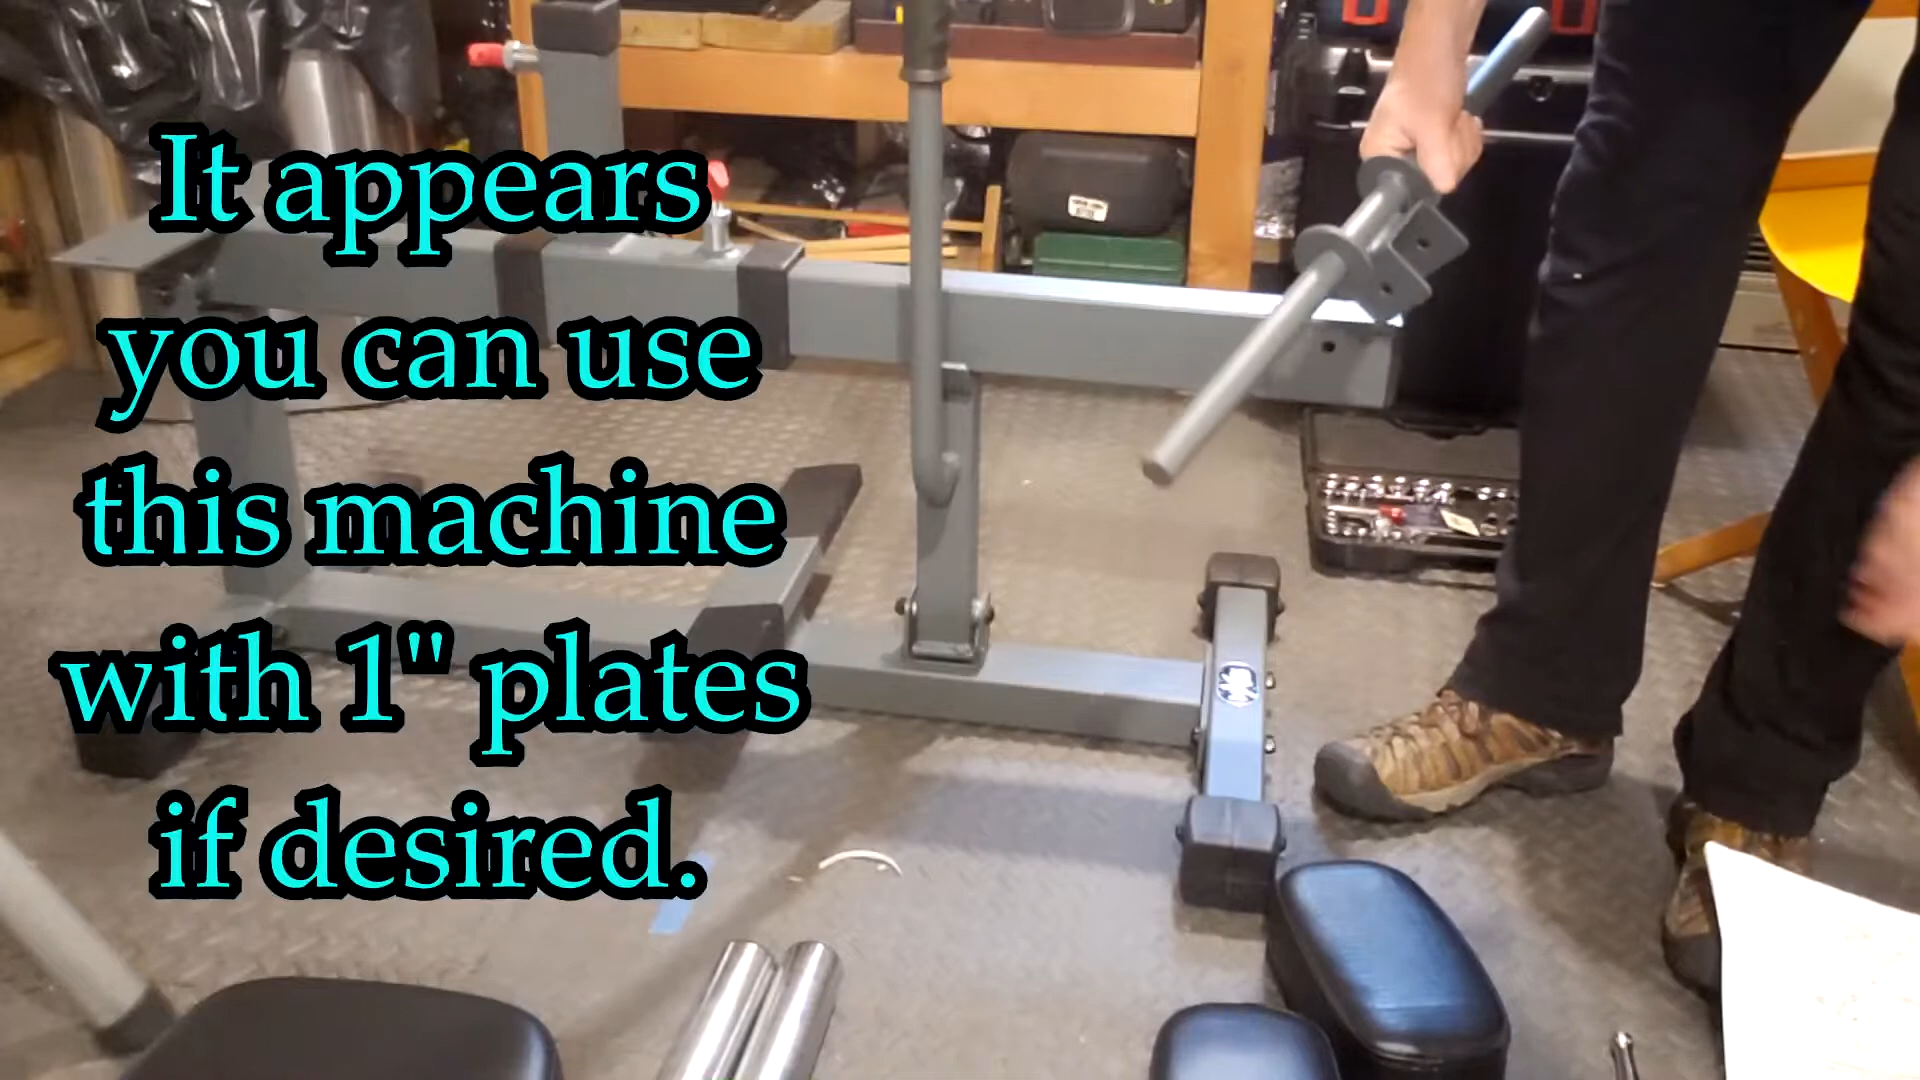 It appears
you can use
this machine
with 1" plates
if desired.